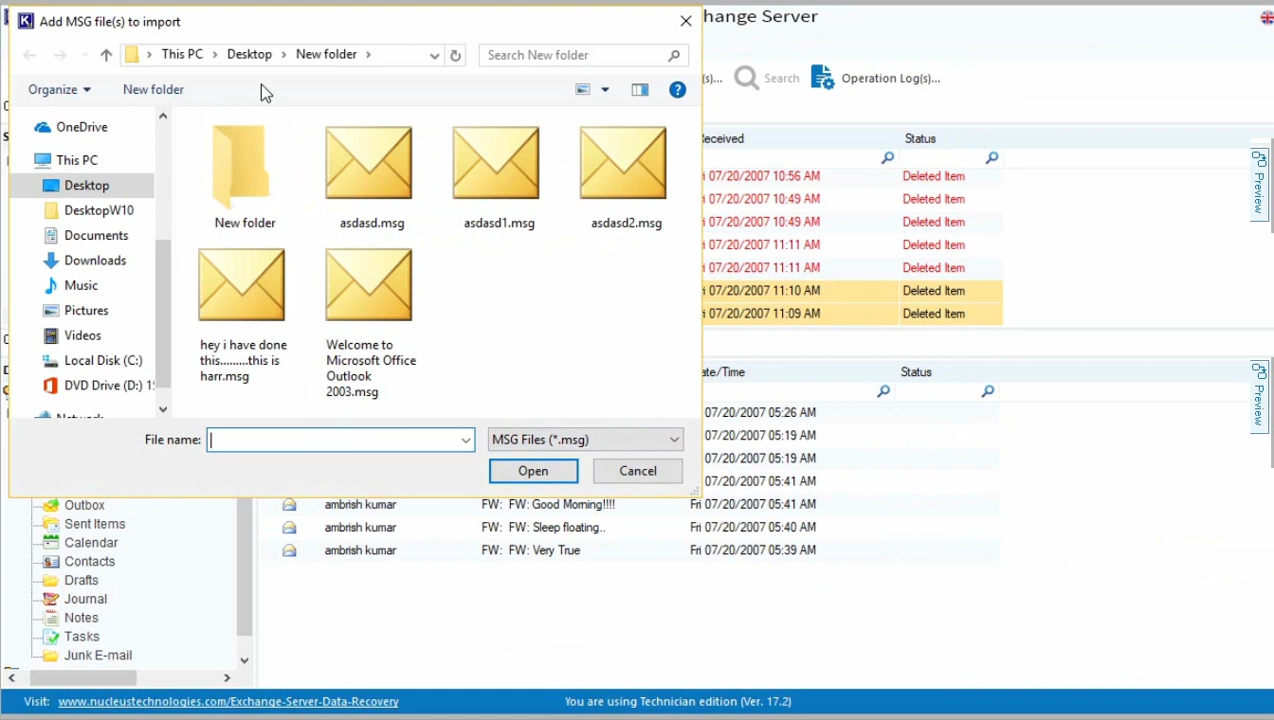 Add MSG file(s) to import
change Server
This PC
Desktop
New folder
Search New folder
(s)...
Search
Operation Log(s)...
Organize
New folder
OneDrive
This PC
Desktop
DesktopW10
Documents
Downloads
Music
Pictures
Videos
Local Disk (C:)
DVD Drive (D:) 1
Network
New folder
asdasd.msg
asdasd1.msg
asdasd2.msg
hey i have done
this.........this is
harr.msg
Welcome to
Microsoft Office
Outlook
2003.msg
File name:
MSG Files (*.msg)
Open
Cancel
eceived
Status
07/20/2007 10:56 AM
Deleted Item
07/20/2007 10:49 AM
Deleted Item
07/20/2007 10:49 AM
Deleted Item
07/20/2007 11:11 AM
Deleted Item
07/20/2007 11:11 AM
Deleted Item
07/20/2007 11:10 AM
Deleted Item
07/20/2007 11:09 AM
Deleted Item
Preview
ate/Time
Status
07/20/2007 05:26 AM
07/20/2007 05:19 AM
07/20/2007 05:19 AM
07/20/2007 05:41 AM
ambrish kumar FW: FW: Good Morning!!!! Fri 07/20/2007 05:41 AM
ambrish kumar FW: FW: Sleep floating.. Fri 07/20/2007 05:40 AM
ambrish kumar FW: FW: Very True Fri 07/20/2007 05:39 AM
Preview
Outbox
Sent Items
Calendar
Contacts
Drafts
Journal
Notes
Tasks
Junk E-mail
Visit: www.nucleustechnologies.com/Exchange-Server-Data-Recovery
You are using Technician edition (Ver. 17.2)